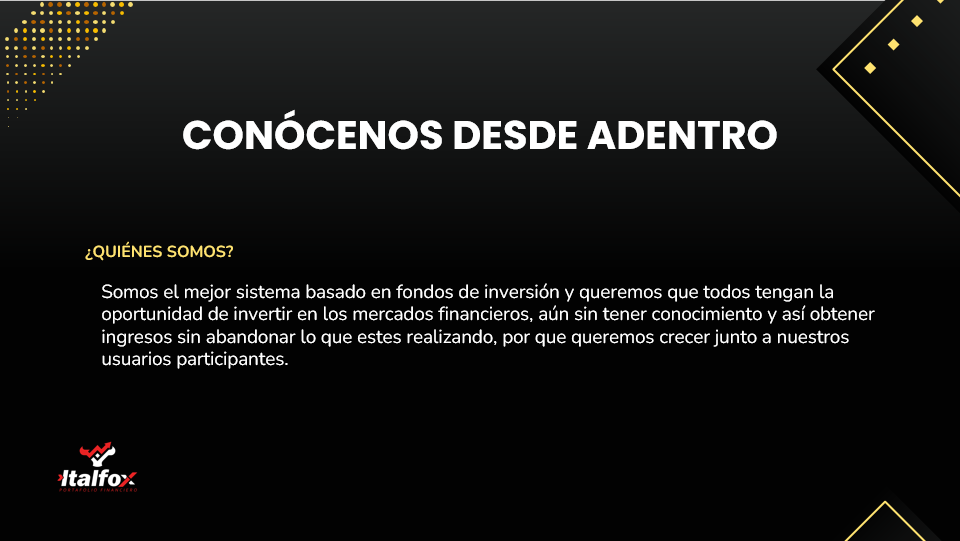 CONÓCENOS DESDE ADENTRO
¿QUIÉNES SOMOS?
Somos el mejor sistema basado en fondos de inversión y queremos que todos tengan la
oportunidad de invertir en los mercados financieros, aún sin tener conocimiento y así obtener
ingresos sin abandonar lo que estes realizando, por que queremos crecer junto a nuestros
usuarios participantes.
Italfox
PORTAFOLIO FINANCIERO